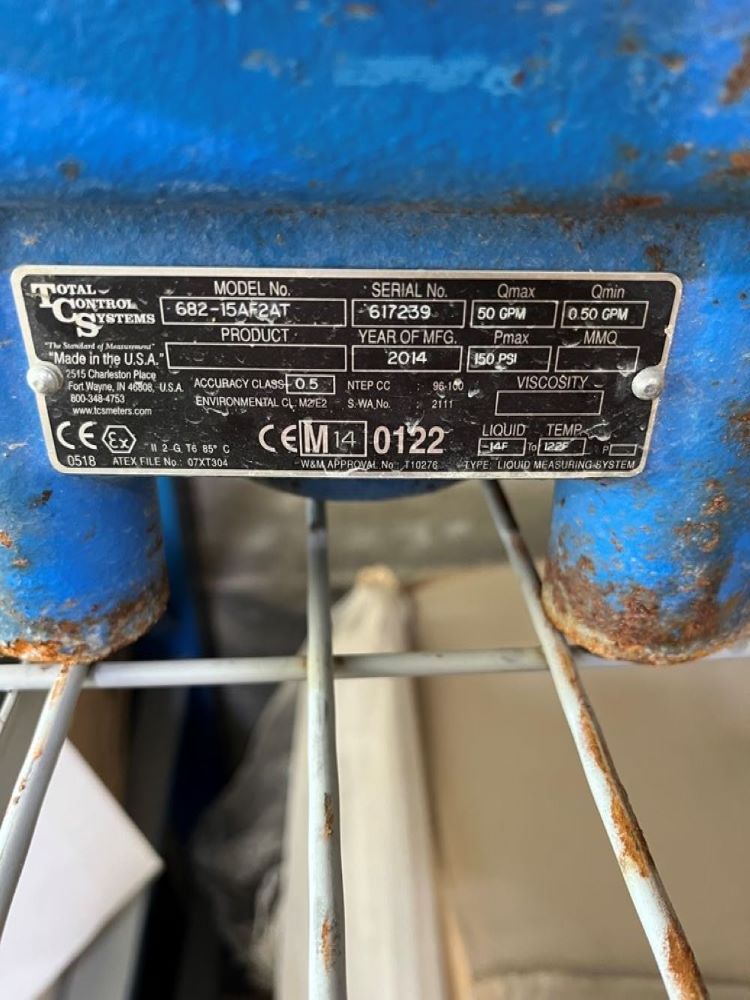 TOTAL CONTROL SYSTEMS
"The Standard of Measurement"
"Made in the U.S.A."
2515 Charleston Place
Fort Wayne, IN 46808, U.S.A.
800-348-4753
www.tcsmeters.com
MODEL No. SERIAL No. Qmax Qmin
682-15AF2AT 617239 50 GPM 0.50 GPM
PRODUCT YEAR OF MFG. Pmax MMQ
2014 150 PSI
ACCURACY CLASS 0.5 NTEP CC : 96-100 VISCOSITY
ENVIRONMENTAL CL. M2/E2 S.WA.No. 2111
LIQUID TEMP.
-14F To 122F P
CE Ex II 2 G T6 85° C CE M 14 0122
0518 ATEX FILE No.: 07XT304 W&M APPROVAL No: T10276 TYPE: LIQUID MEASURING SYSTEM